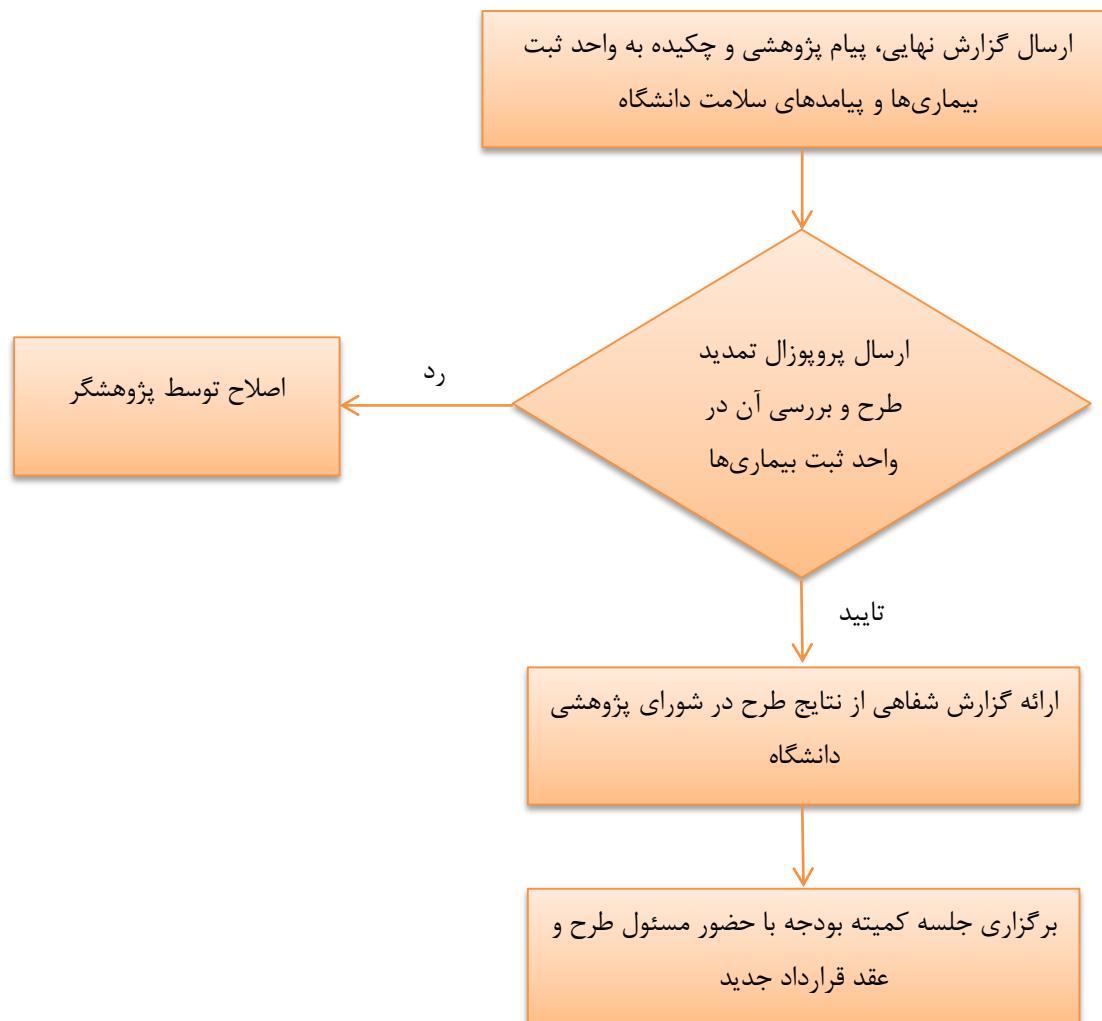 ارسال گزارش نهایی، پیام پژوهشی و چکیده به واحد ثبت
بیماری‌ها و پیامدهای سلامت دانشگاه
ارسال پروپوزال تمدید
طرح و بررسی آن در
واحد ثبت بیماری‌ها
رد
اصلاح توسط پژوهشگر
تایید
ارائه گزارش شفاهی از نتایج طرح در شورای پژوهشی
دانشگاه
برگزاری جلسه کمیته بودجه با حضور مسئول طرح و
عقد قرارداد جدید